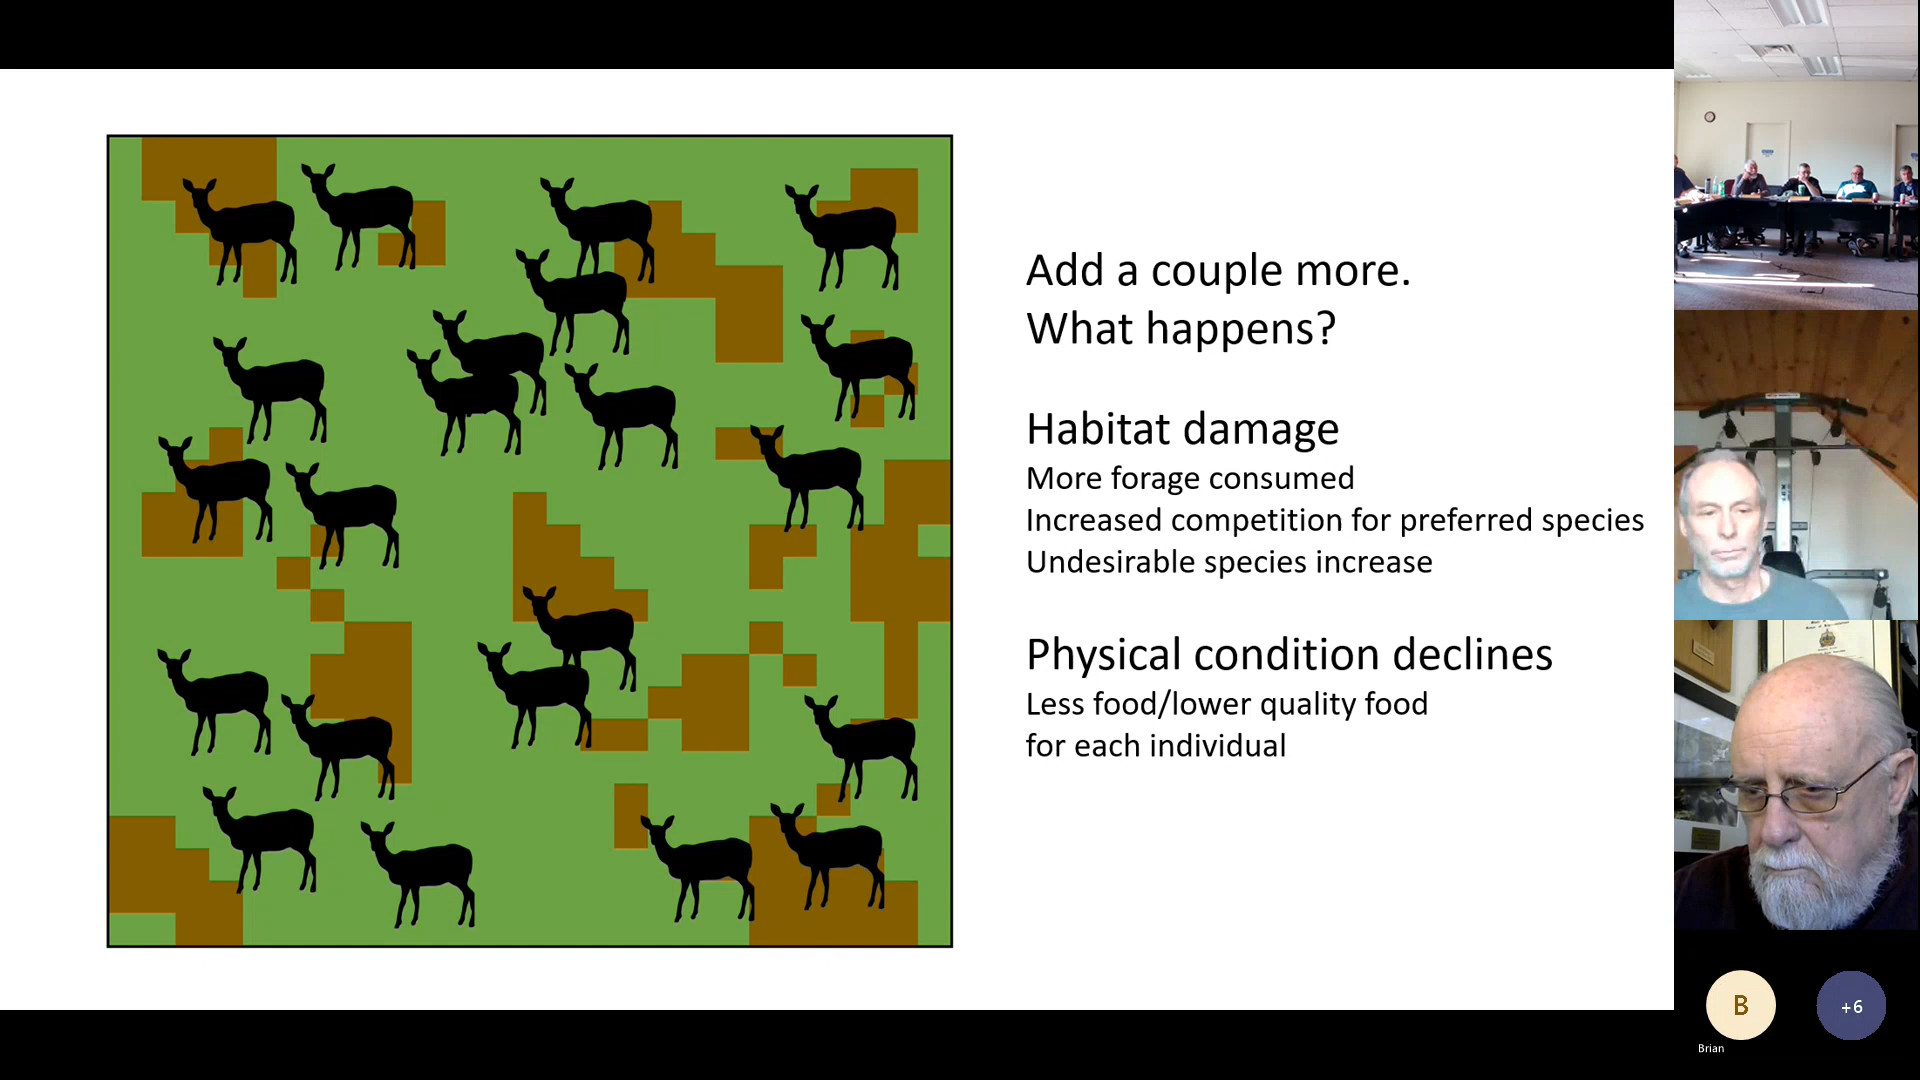 Add a couple more.
What happens?
Habitat damage
More forage consumed
Increased competition for preferred species
Undesirable species increase
Physical condition declines
Less food/lower quality food
for each individual
B
+6
Brian